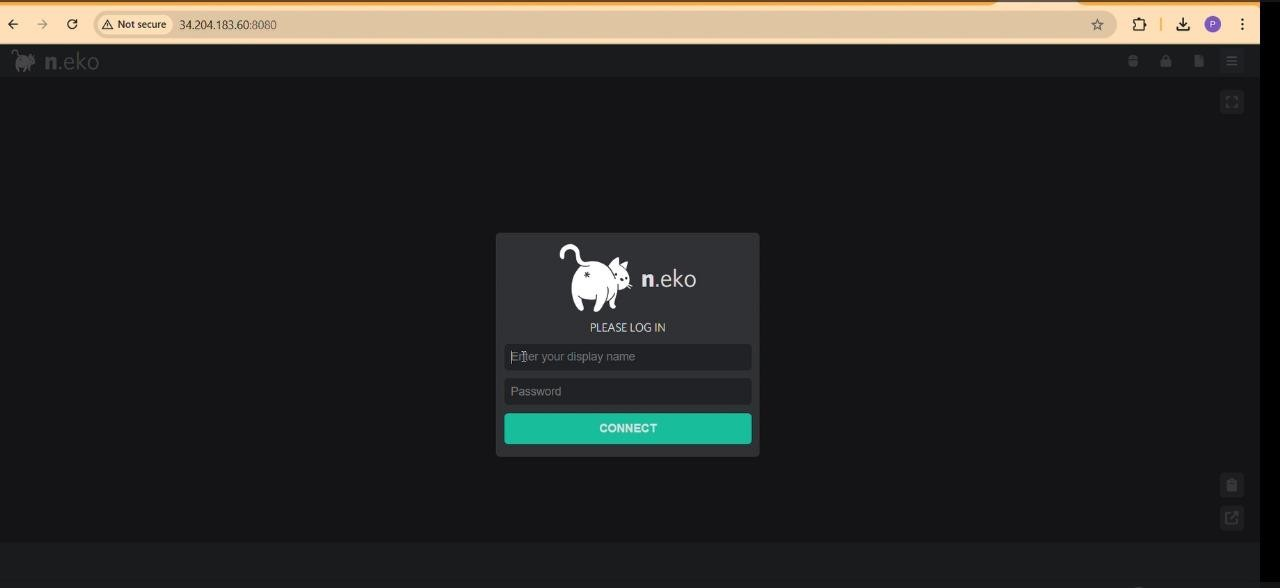 Not secure 34.204.183.60:8080
P
n.eko
n.eko
PLEASE LOG IN
Enter your display name
Password
CONNECT